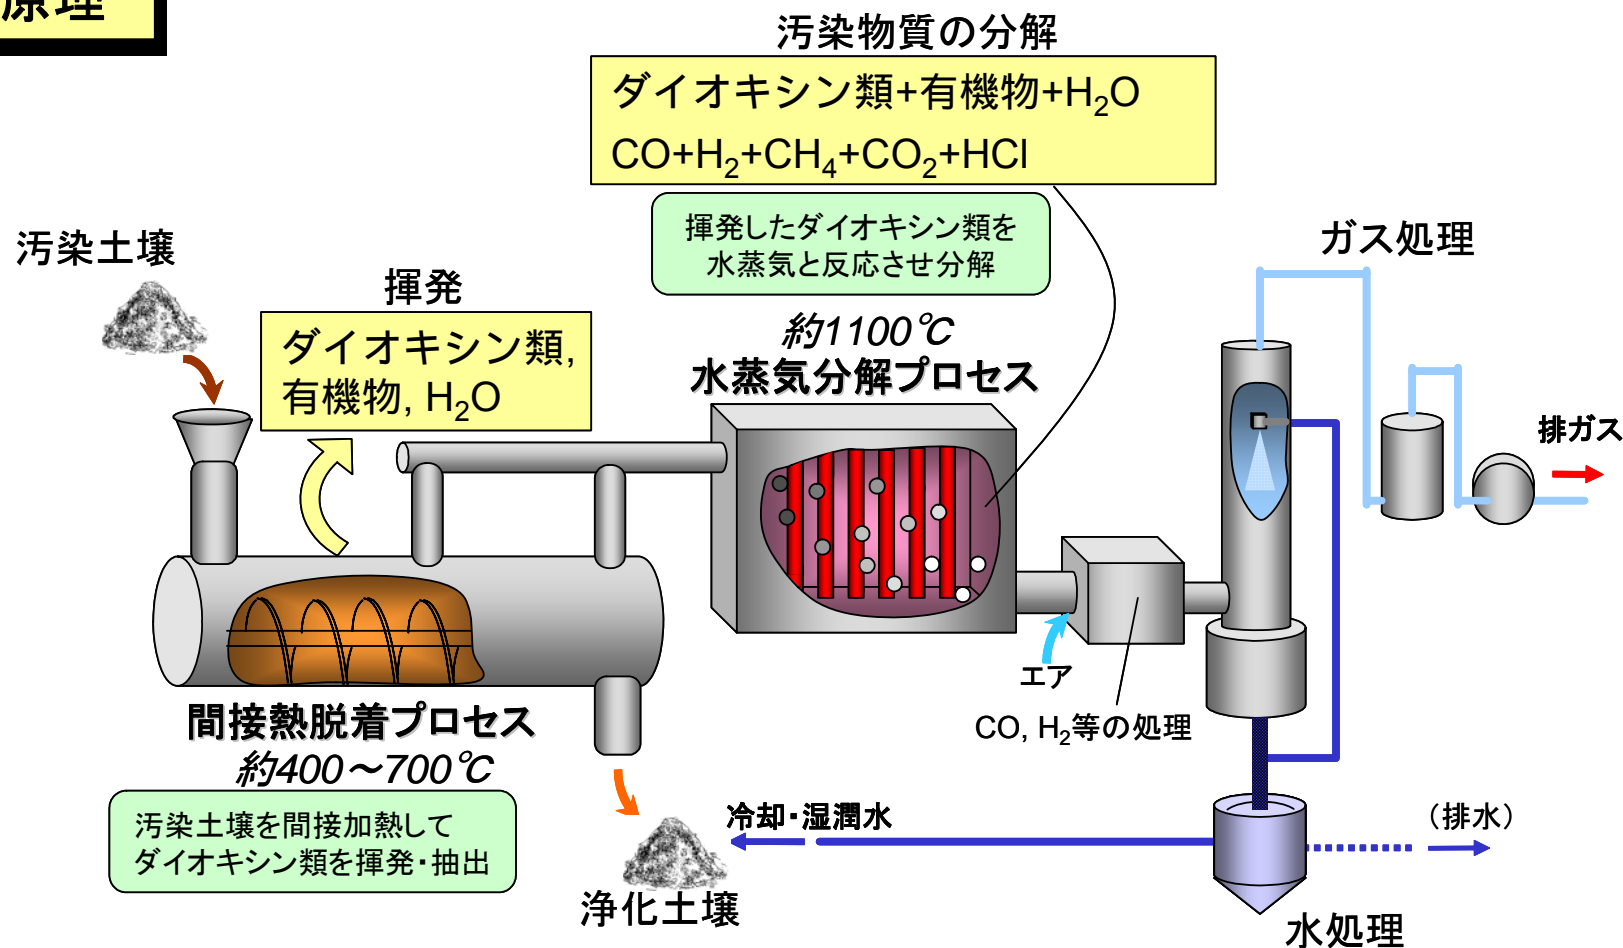 原理
汚染物質の分解
ダイオキシン類+有機物+H₂O
CO+H₂+CH₄+CO₂+HCl
揮発したダイオキシン類を
水蒸気と反応させ分解
約1100℃
水蒸気分解プロセス
汚染土壌
揮発
ダイオキシン類,
有機物, H₂O
ガス処理
排ガス
エア
CO, H₂等の処理
間接熱脱着プロセス
約400～700℃
汚染土壌を間接加熱して
ダイオキシン類を揮発・抽出
浄化土壌
冷却・湿潤水
（排水）
水処理